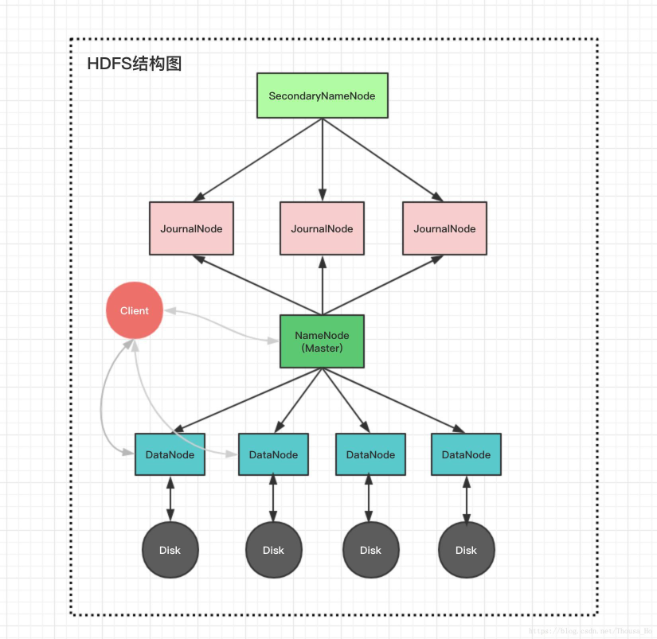 HDFS结构图
SecondaryNameNode
JournalNode
JournalNode
JournalNode
Client
NameNode
(Master)
DataNode
DataNode
DataNode
DataNode
Disk
Disk
Disk
Disk